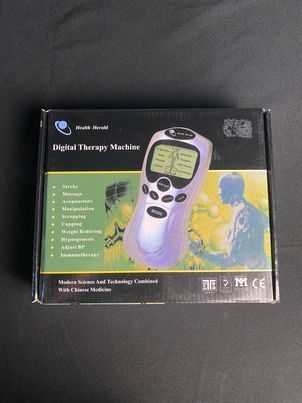 Health Herald
Digital Therapy Machine
Stroke
Massage
Acupuncture
Manipulation
Scrapping
Cupping
Weight Reducing
Hypnogenesis
Adjust BP
Immunotherapy
MODE
Modern Science And Technology Combined
With Chinese Medicine
CE